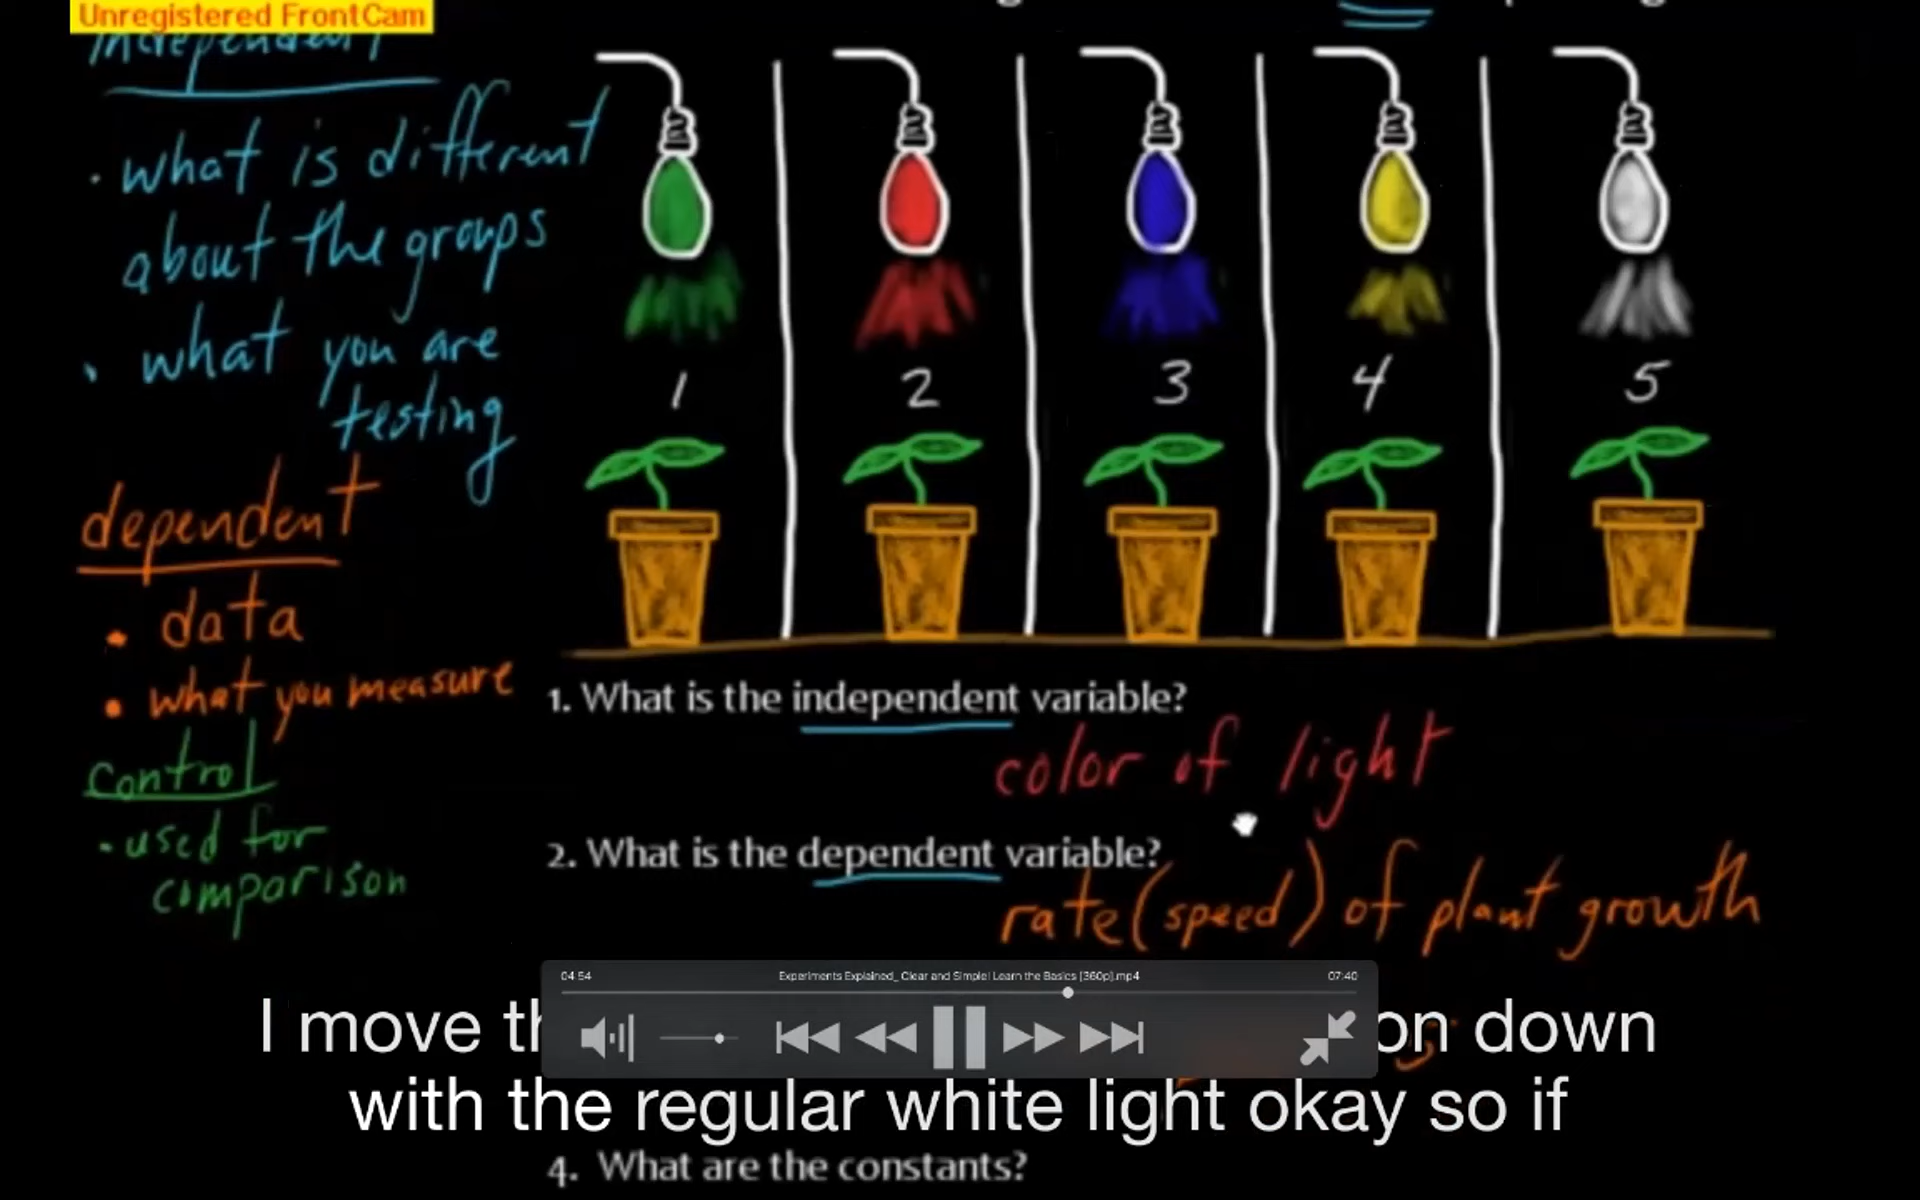 Unregistered FrontCam
independent
• what is different
about the groups
• what you are
testing
dependent
• data
• what you measure
control
• used for
comparison
1 2 3 4 5
1. What is the independent variable?
color of light
2. What is the dependent variable?
rate (speed) of plant growth
04:54 Experiments Explained_ Clear and Simple! Learn the Basics [360p].mp4 07:40
I move on down
with the regular white light okay so if
4. What are the constants?